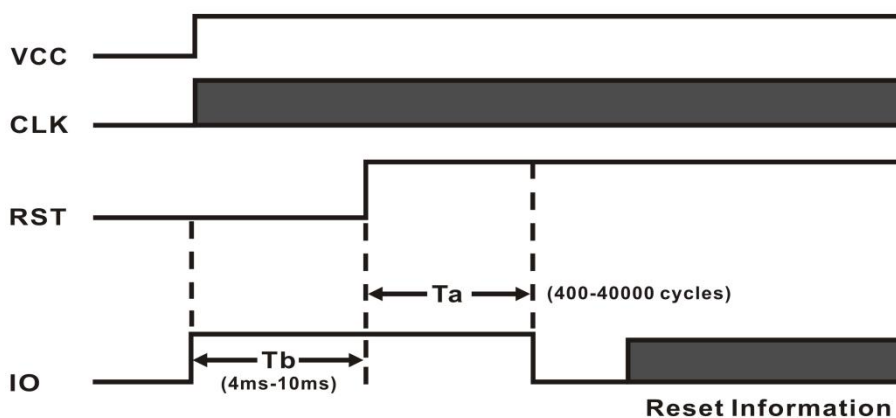 VCC
CLK
RST
Ta
(400-40000 cycles)
Tb
(4ms-10ms)
IO
Reset Information